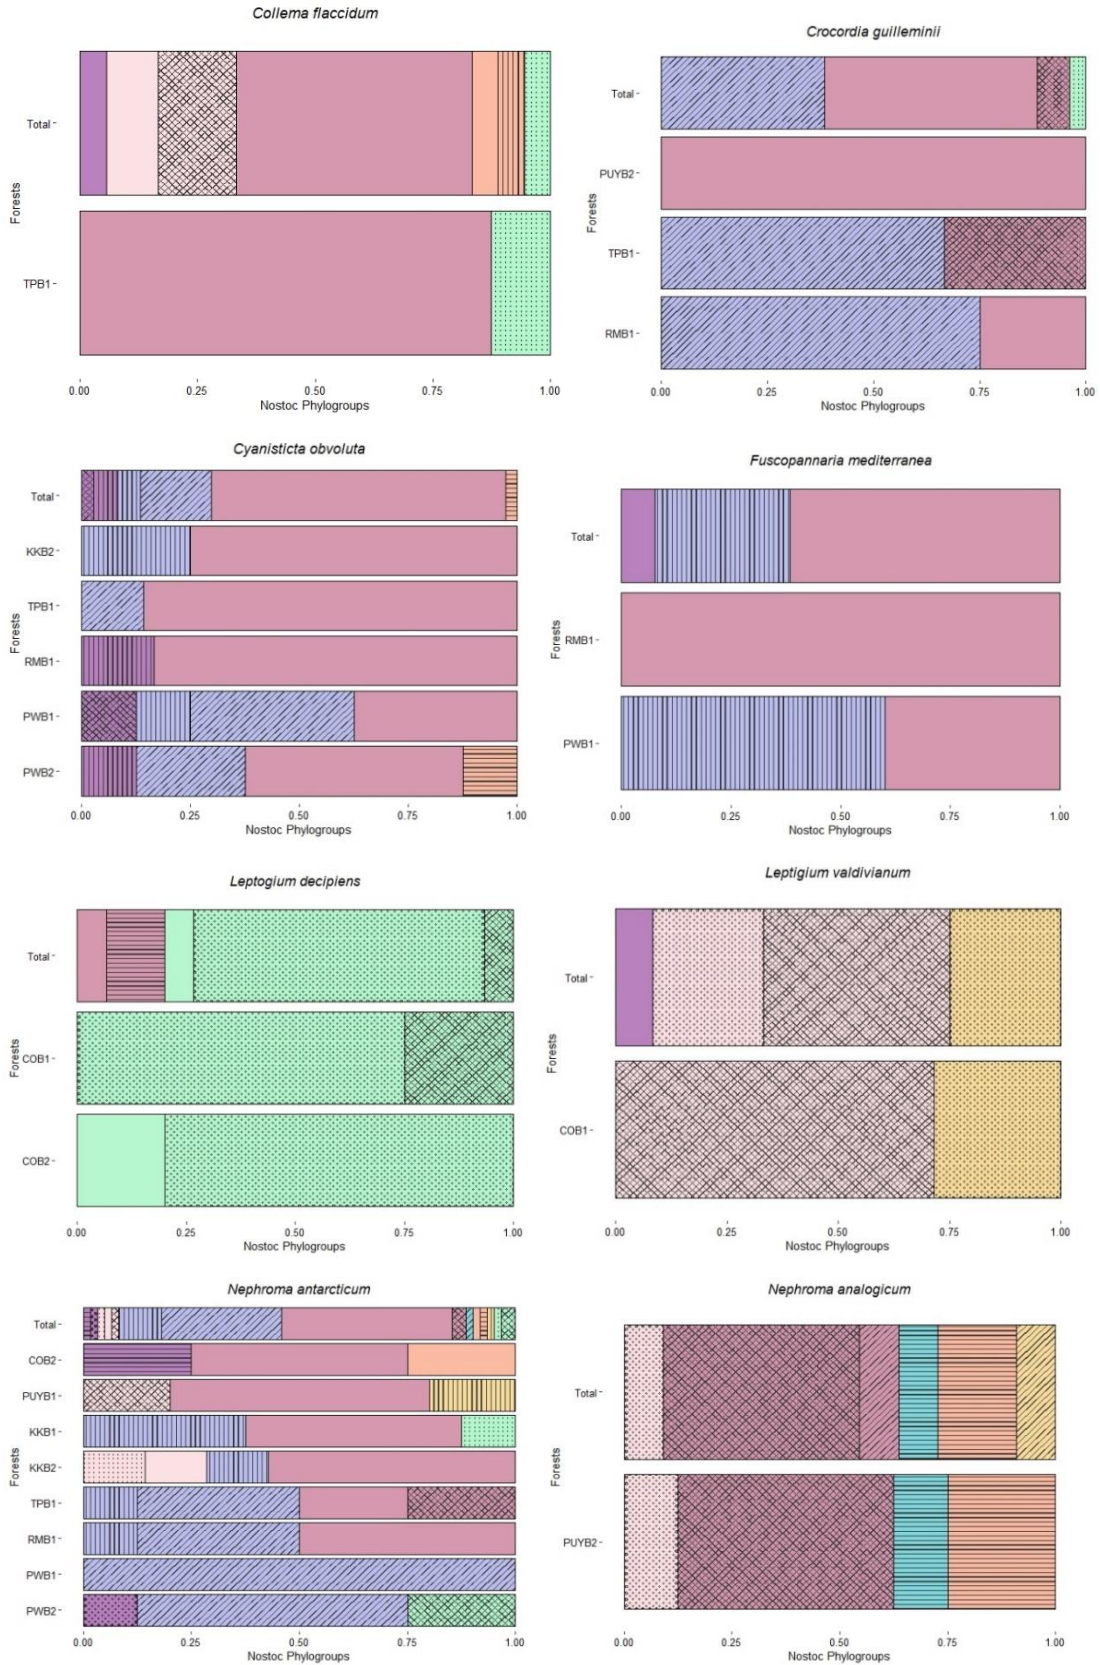 Collema flaccidum
Total
TPB1
Forests
0.00 0.25 0.50 0.75 1.00
Nostoc Phylogroups
Crocordia guilleminii
Total
PUYB2
TPB1
RMB1
Forests
0.00 0.25 0.50 0.75 1.00
Nostoc Phylogroups
Cyanisticta obvoluta
Total
KKB2
TPB1
RMB1
PWB1
PWB2
Forests
0.00 0.25 0.50 0.75 1.00
Nostoc Phylogroups
Fuscopannaria mediterranea
Total
RMB1
PWB1
Forests
0.00 0.25 0.50 0.75 1.00
Nostoc Phylogroups
Leptogium decipiens
Total
COB1
COB2
Forests
0.00 0.25 0.50 0.75 1.00
Nostoc Phylogroups
Leptigium valdivianum
Total
COB1
Forests
0.00 0.25 0.50 0.75 1.00
Nostoc Phylogroups
Nephroma antarcticum
Total
COB2
PUYB1
KKB1
KKB2
TPB1
RMB1
PWB1
PWB2
Forests
0.00 0.25 0.50 0.75 1.00
Nostoc Phylogroups
Nephroma analogicum
Total
PUYB2
Forests
0.00 0.25 0.50 0.75 1.00
Nostoc Phylogroups